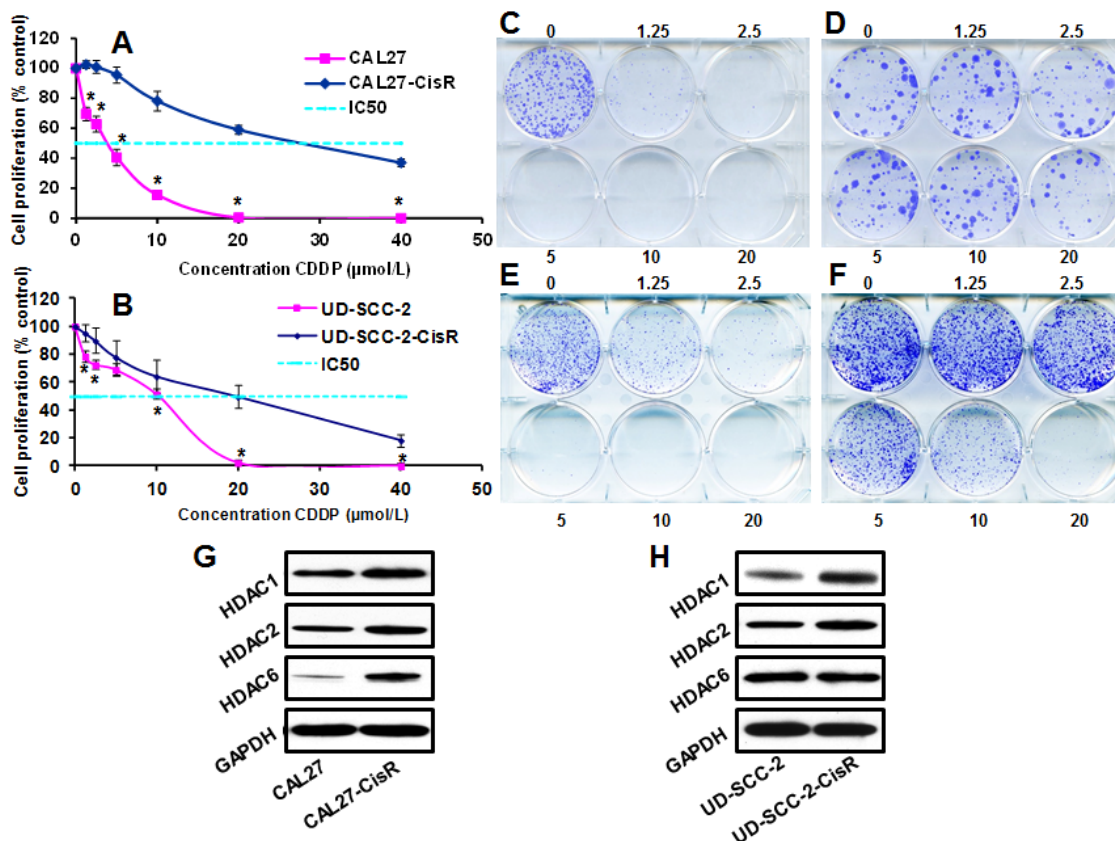 A
Cell proliferation (% control)
120
100
80
60
40
20
0
CAL27
CAL27-CisR
IC50
* * * * * *
0 10 20 30 40 50
Concentration CDDP (µmol/L)
B
Cell proliferation (% control)
120
100
80
60
40
20
0
UD-SCC-2
UD-SCC-2-CisR
IC50
* * * * *
0 10 20 30 40 50
Concentration CDDP (µmol/L)
C
0 1.25 2.5
5 10 20
D
0 1.25 2.5
5 10 20
E
0 1.25 2.5
5 10 20
F
0 1.25 2.5
5 10 20
G
HDAC1
HDAC2
HDAC6
GAPDH
CAL27
CAL27-CisR
H
HDAC1
HDAC2
HDAC6
GAPDH
UD-SCC-2
UD-SCC-2-CisR